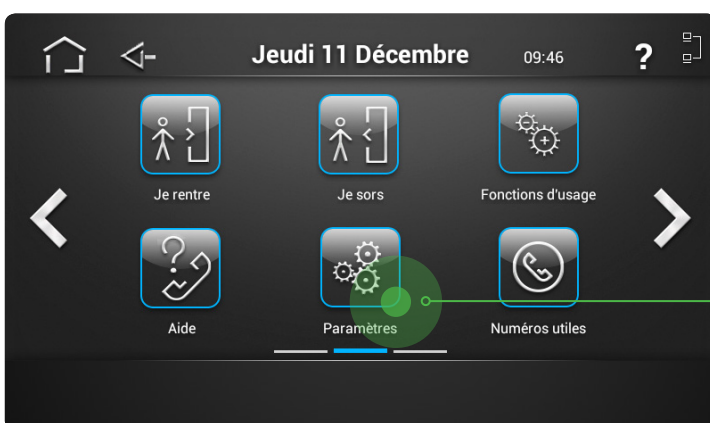 Jeudi 11 Décembre 09:46 ?
Je rentre Je sors Fonctions d'usage
Aide Paramètres Numéros utiles